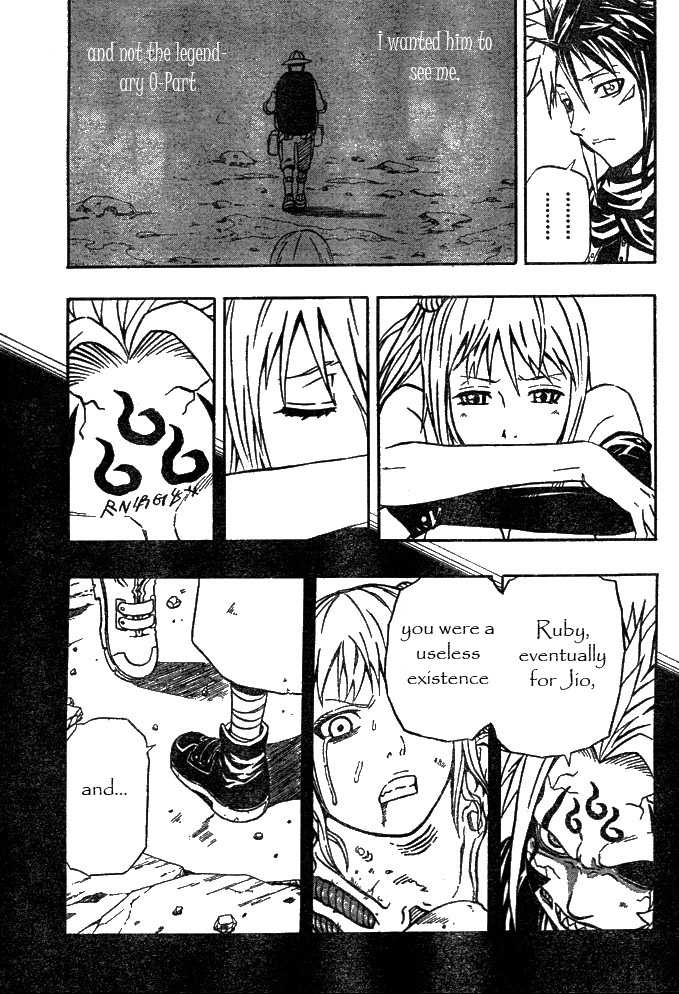 I wanted him to
see me.
and not the legend-
ary O-Part
..........
Ruby,
eventually
for Jio,
you were a
useless
existence
and...